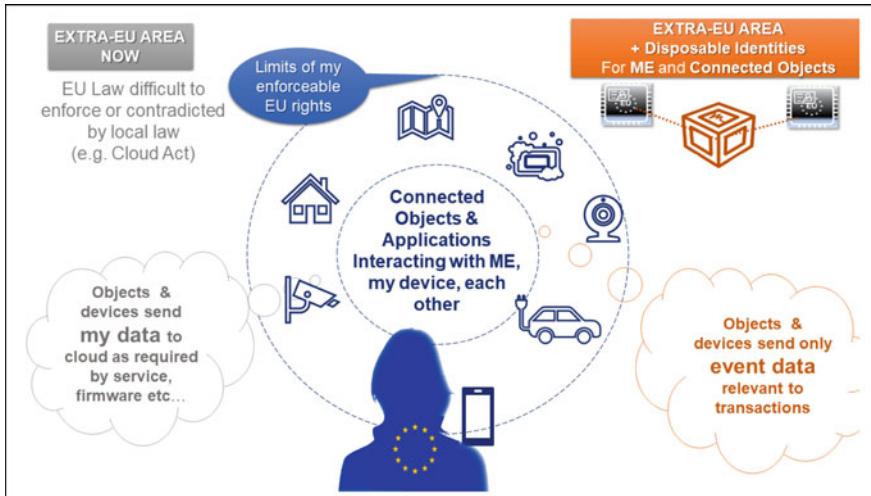 EXTRA-EU AREA
NOW
EU Law difficult to
enforce or contradicted
by local law
(e.g. Cloud Act)
Limits of my
enforceable
EU rights
EXTRA-EU AREA
+ Disposable Identities
For ME and Connected Objects
EU
EU
ME
Connected
Objects &
Applications
Interacting with ME,
my device, each
other
Objects &
devices send
my data to
cloud as required
by service,
firmware etc...
Objects &
devices send only
event data
relevant to
transactions